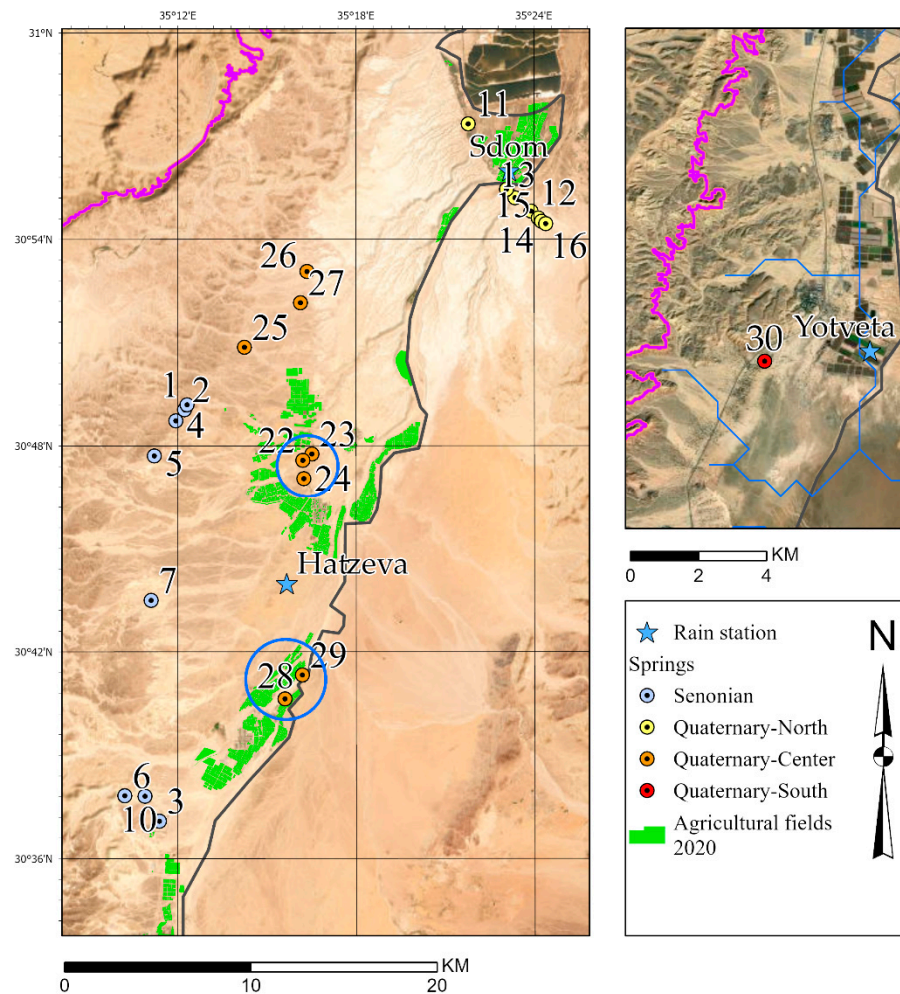 35°12'E 35°18'E 35°24'E
31°N
11
Sdom
13
12
15
14
16
30°54'N
26
27
25
30
Yotveta
1
2
4
5
30°48'N
22
23
24
0 2 4 KM
Hatzeva
7
30°42'N
29
28
Rain station
N
Springs
Senonian
Quaternary-North
Quaternary-Center
Quaternary-South
Agricultural fields
2020
6
10
3
30°36'N
0 10 20 KM